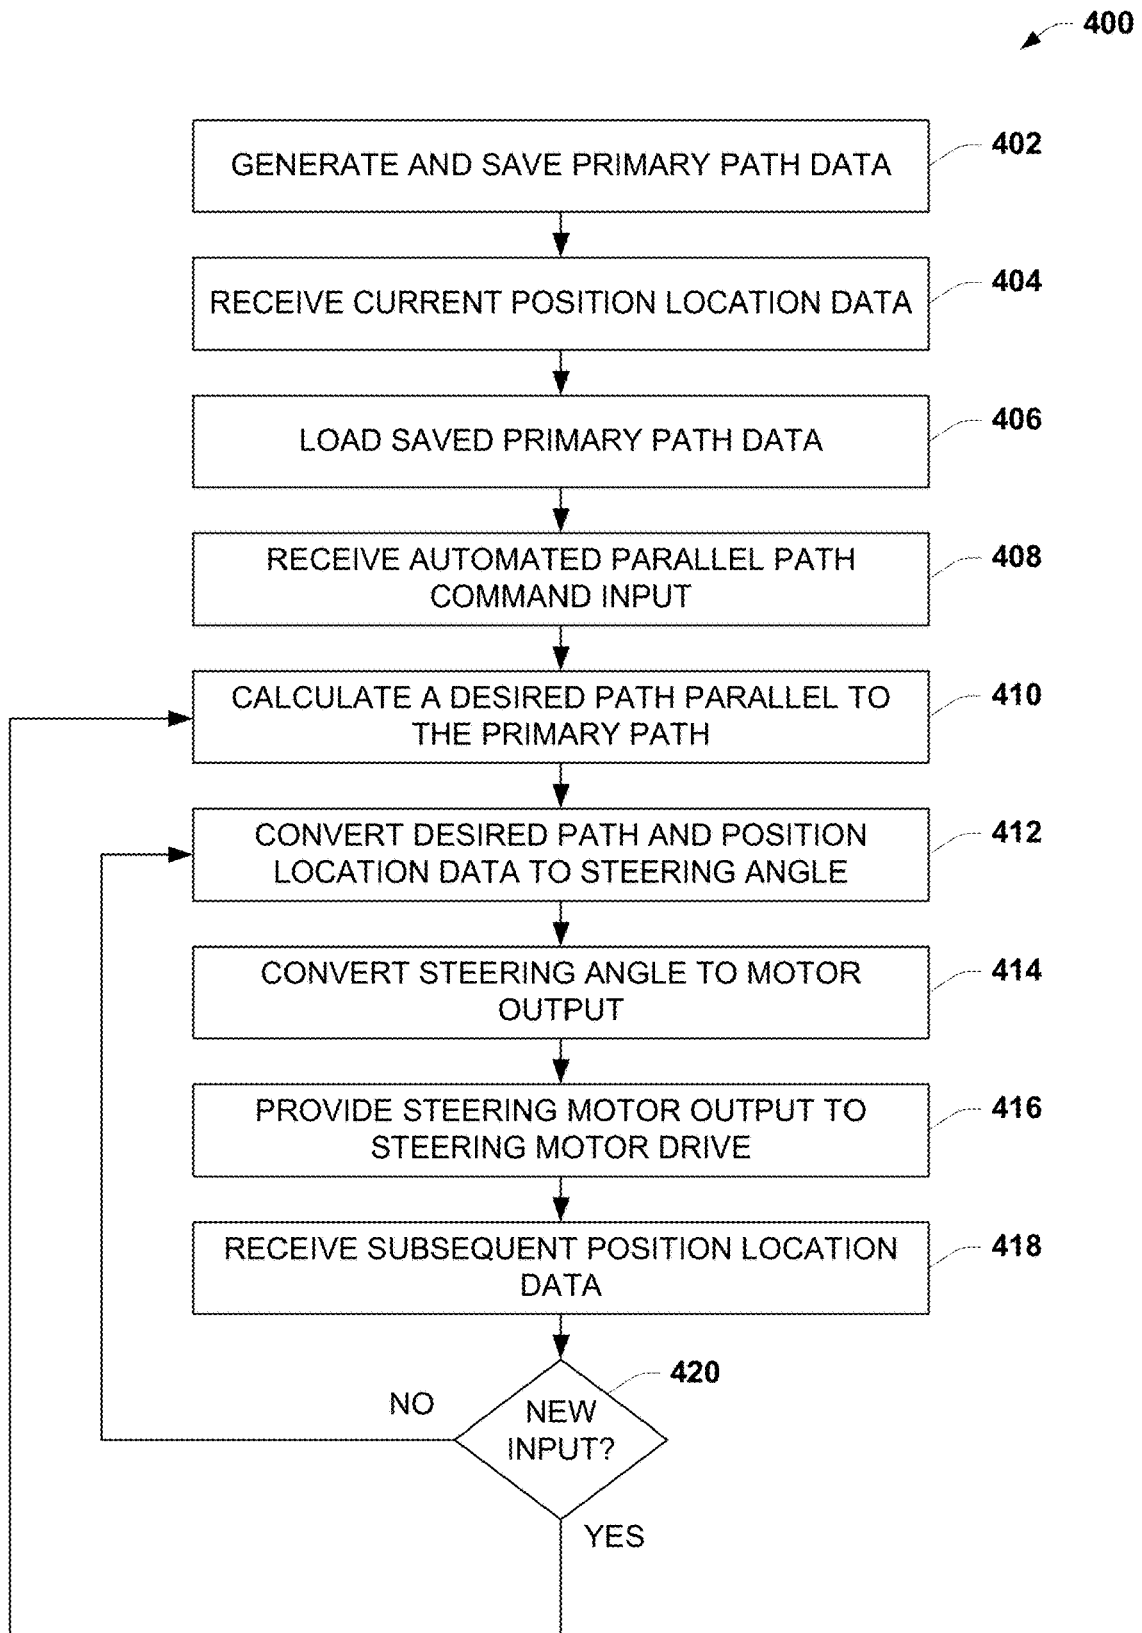 400
GENERATE AND SAVE PRIMARY PATH DATA
402
RECEIVE CURRENT POSITION LOCATION DATA
404
LOAD SAVED PRIMARY PATH DATA
406
RECEIVE AUTOMATED PARALLEL PATH
COMMAND INPUT
408
CALCULATE A DESIRED PATH PARALLEL TO
THE PRIMARY PATH
410
CONVERT DESIRED PATH AND POSITION
LOCATION DATA TO STEERING ANGLE
412
CONVERT STEERING ANGLE TO MOTOR
OUTPUT
414
PROVIDE STEERING MOTOR OUTPUT TO
STEERING MOTOR DRIVE
416
RECEIVE SUBSEQUENT POSITION LOCATION
DATA
418
420
NO
NEW
INPUT?
YES